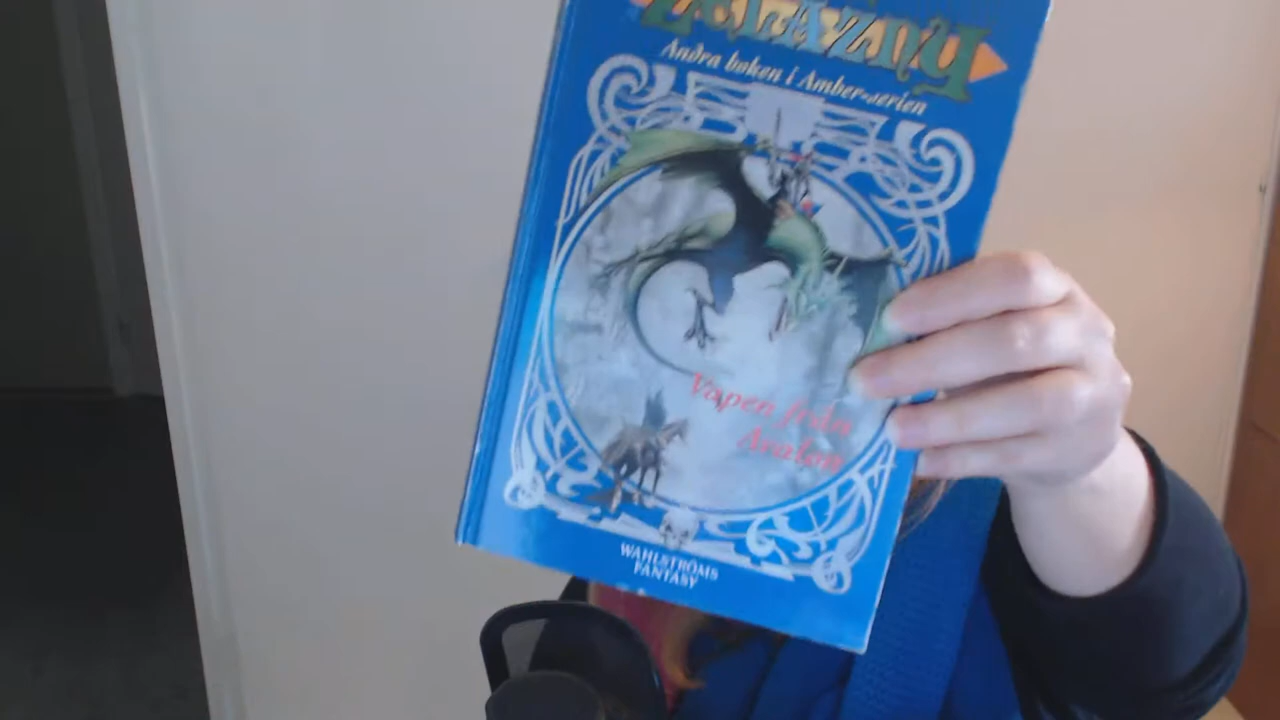 Zelazny
Andra boken i Amber-serien
Vapen från
Avalon
WAHLSTRÖMS
FANTASY